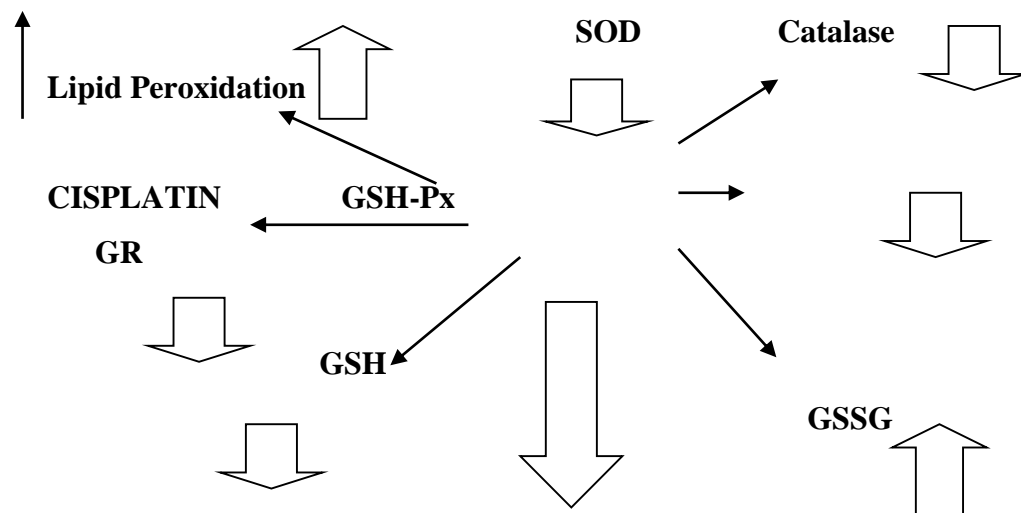 SOD Catalase
Lipid Peroxidation
CISPLATIN GSH-Px
GR
GSH
GSSG